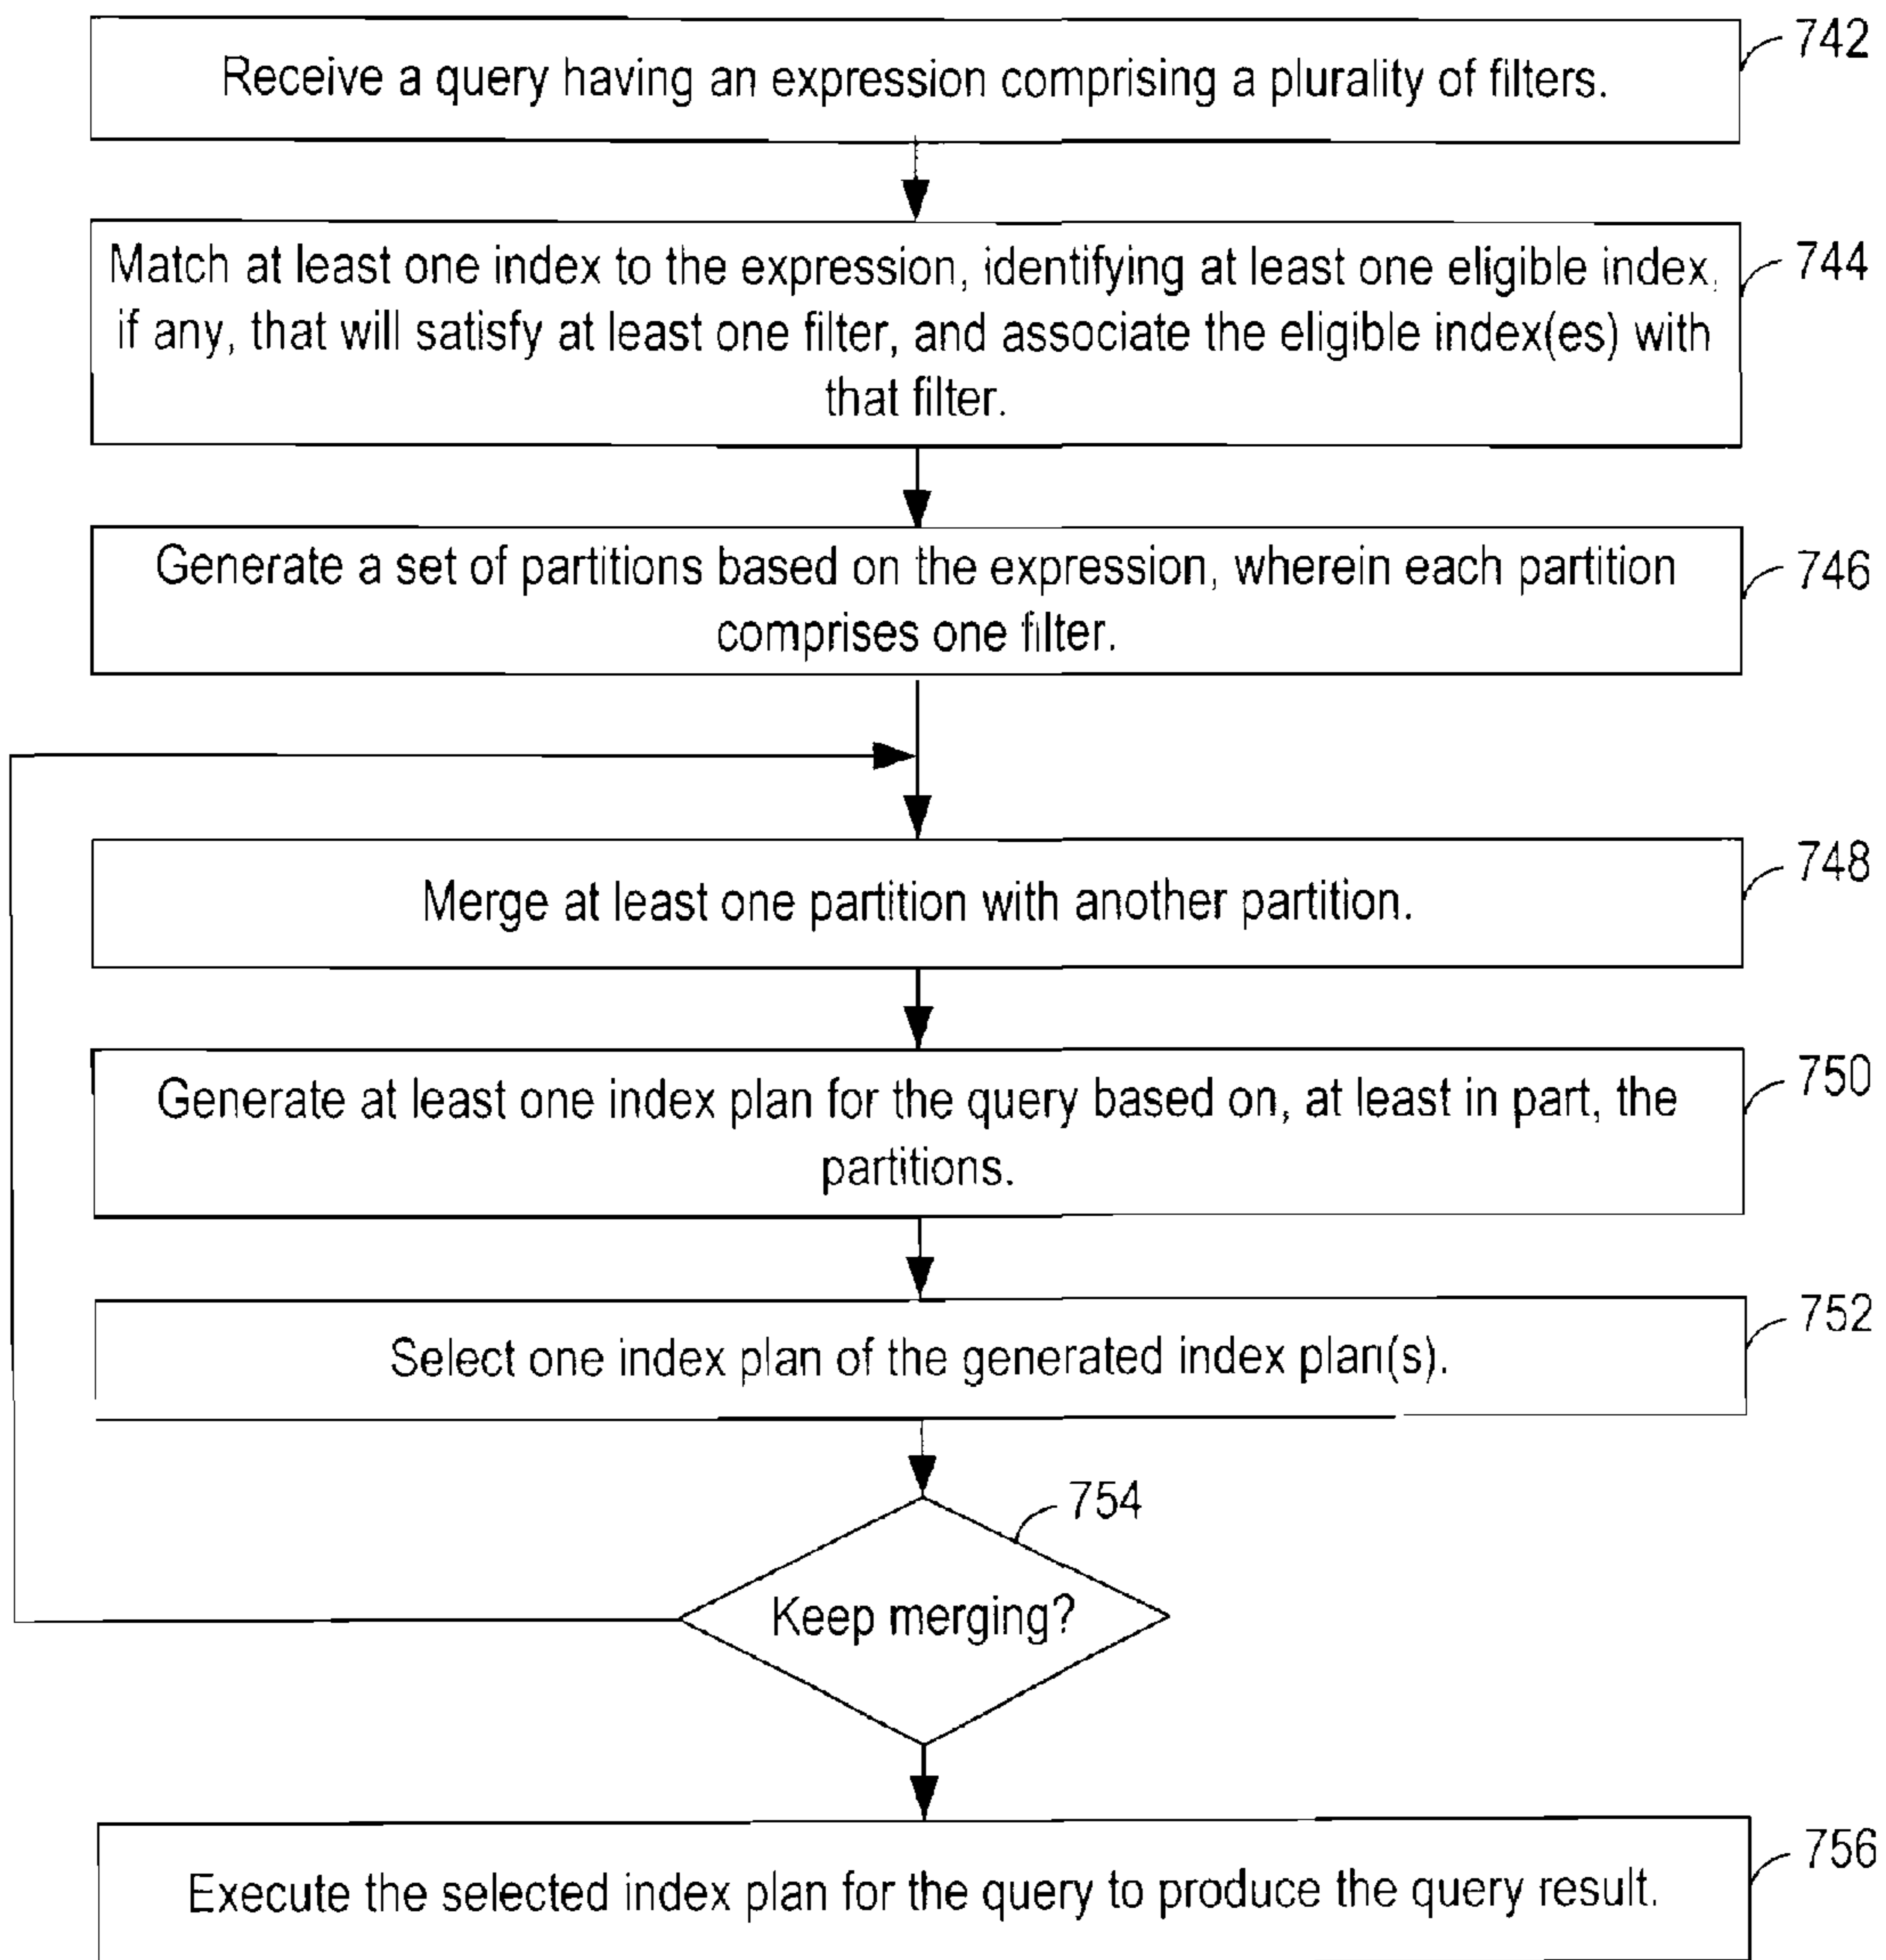 742
Receive a query having an expression comprising a plurality of filters.
744
Match at least one index to the expression, identifying at least one eligible index,
if any, that will satisfy at least one filter, and associate the eligible index(es) with
that filter.
746
Generate a set of partitions based on the expression, wherein each partition
comprises one filter.
748
Merge at least one partition with another partition.
750
Generate at least one index plan for the query based on, at least in part, the
partitions.
752
Select one index plan of the generated index plan(s).
754
Keep merging?
756
Execute the selected index plan for the query to produce the query result.